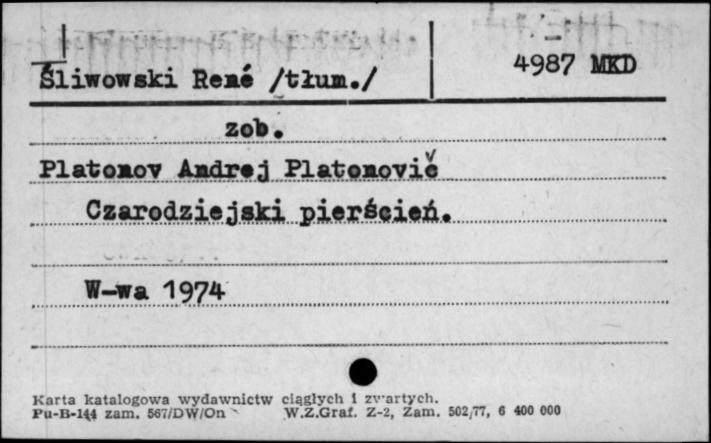 Śliwowski René /tłum./
4987 MKD
zob.
Platonov Andrej Platonovič
Czarodziejski pierścień.
W-wa 1974
Karta katalogowa wydawnictw ciągłych i zwartych.
Pu-B-144 zam. 567/DW/On W.Z.Graf. Z-2, Zam. 502/77, 6 400 000